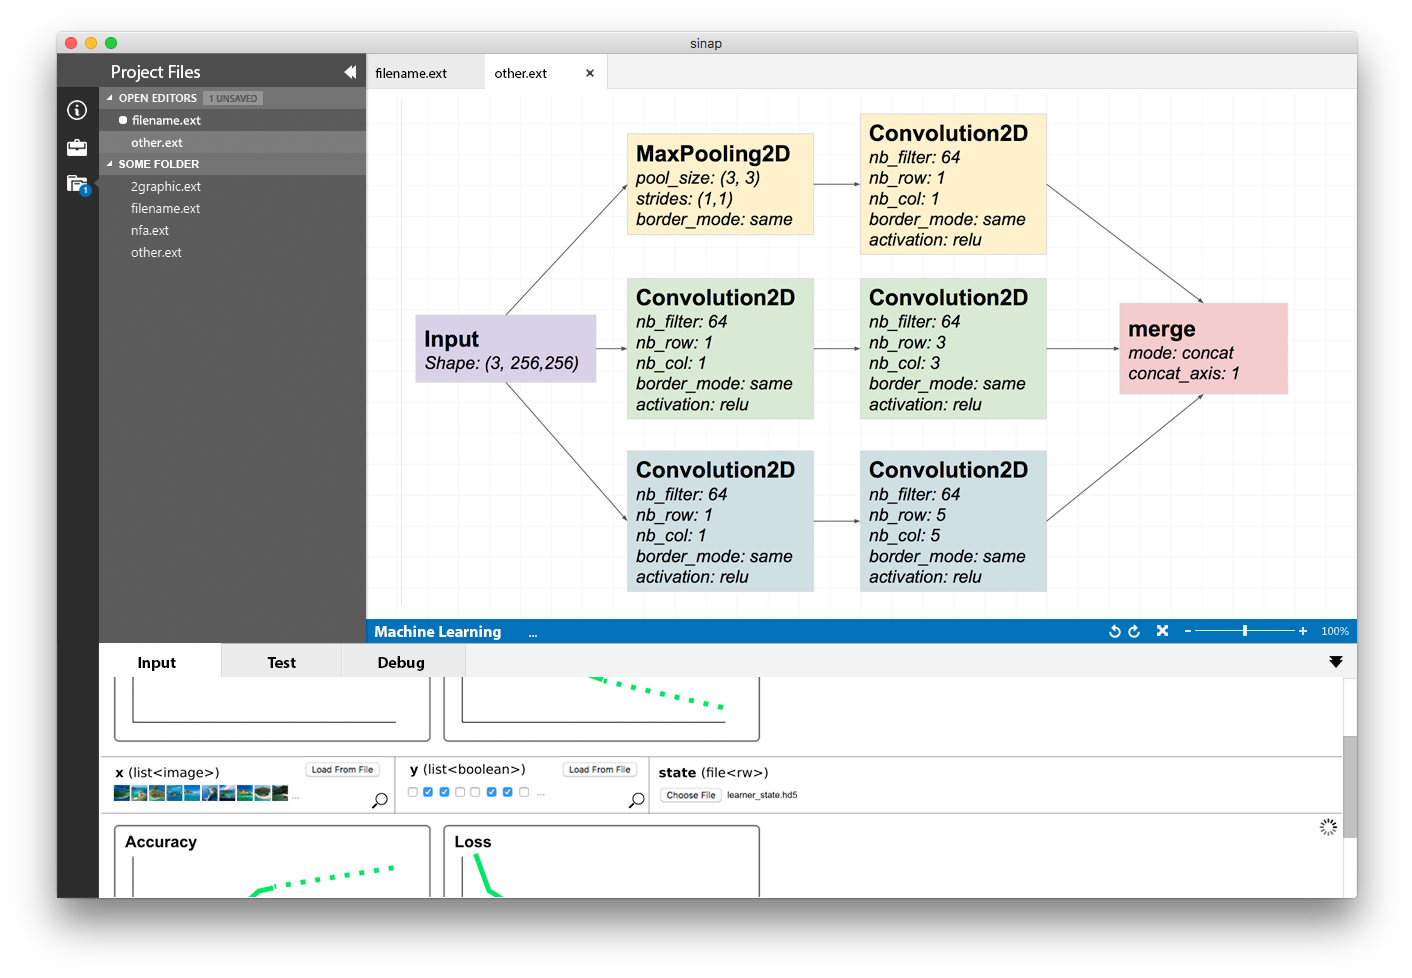 sinap
Project Files
OPEN EDITORS 1 UNSAVED
filename.ext
other.ext
SOME FOLDER
2graphic.ext
filename.ext
nfa.ext
other.ext
1
filename.ext
other.ext
Input
Shape: (3, 256,256)
MaxPooling2D
pool_size: (3, 3)
strides: (1,1)
border_mode: same
Convolution2D
nb_filter: 64
nb_row: 1
nb_col: 1
border_mode: same
activation: relu
Convolution2D
nb_filter: 64
nb_row: 1
nb_col: 1
border_mode: same
activation: relu
Convolution2D
nb_filter: 64
nb_row: 3
nb_col: 3
border_mode: same
activation: relu
Convolution2D
nb_filter: 64
nb_row: 1
nb_col: 1
border_mode: same
activation: relu
Convolution2D
nb_filter: 64
nb_row: 5
nb_col: 5
border_mode: same
activation: relu
merge
mode: concat
concat_axis: 1
Machine Learning ...
100%
Input Test Debug
x (list<image>) Load From File
...
y (list<boolean>) Load From File
...
state (file<rw>)
Choose File learner_state.hd5
Accuracy
Loss